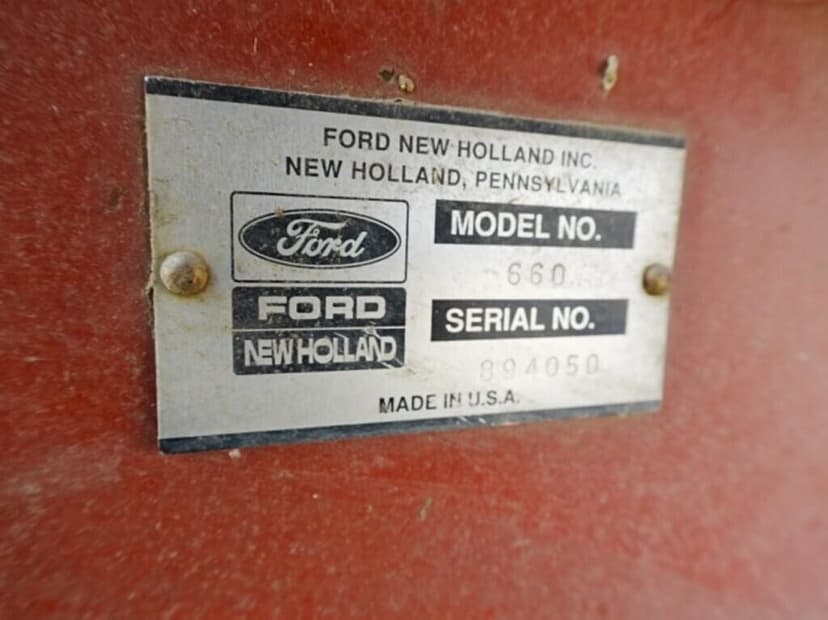 FORD NEW HOLLAND INC.
NEW HOLLAND, PENNSYLVANIA
Ford
FORD
NEW HOLLAND
MODEL NO.
660
SERIAL NO.
894050
MADE IN U.S.A.